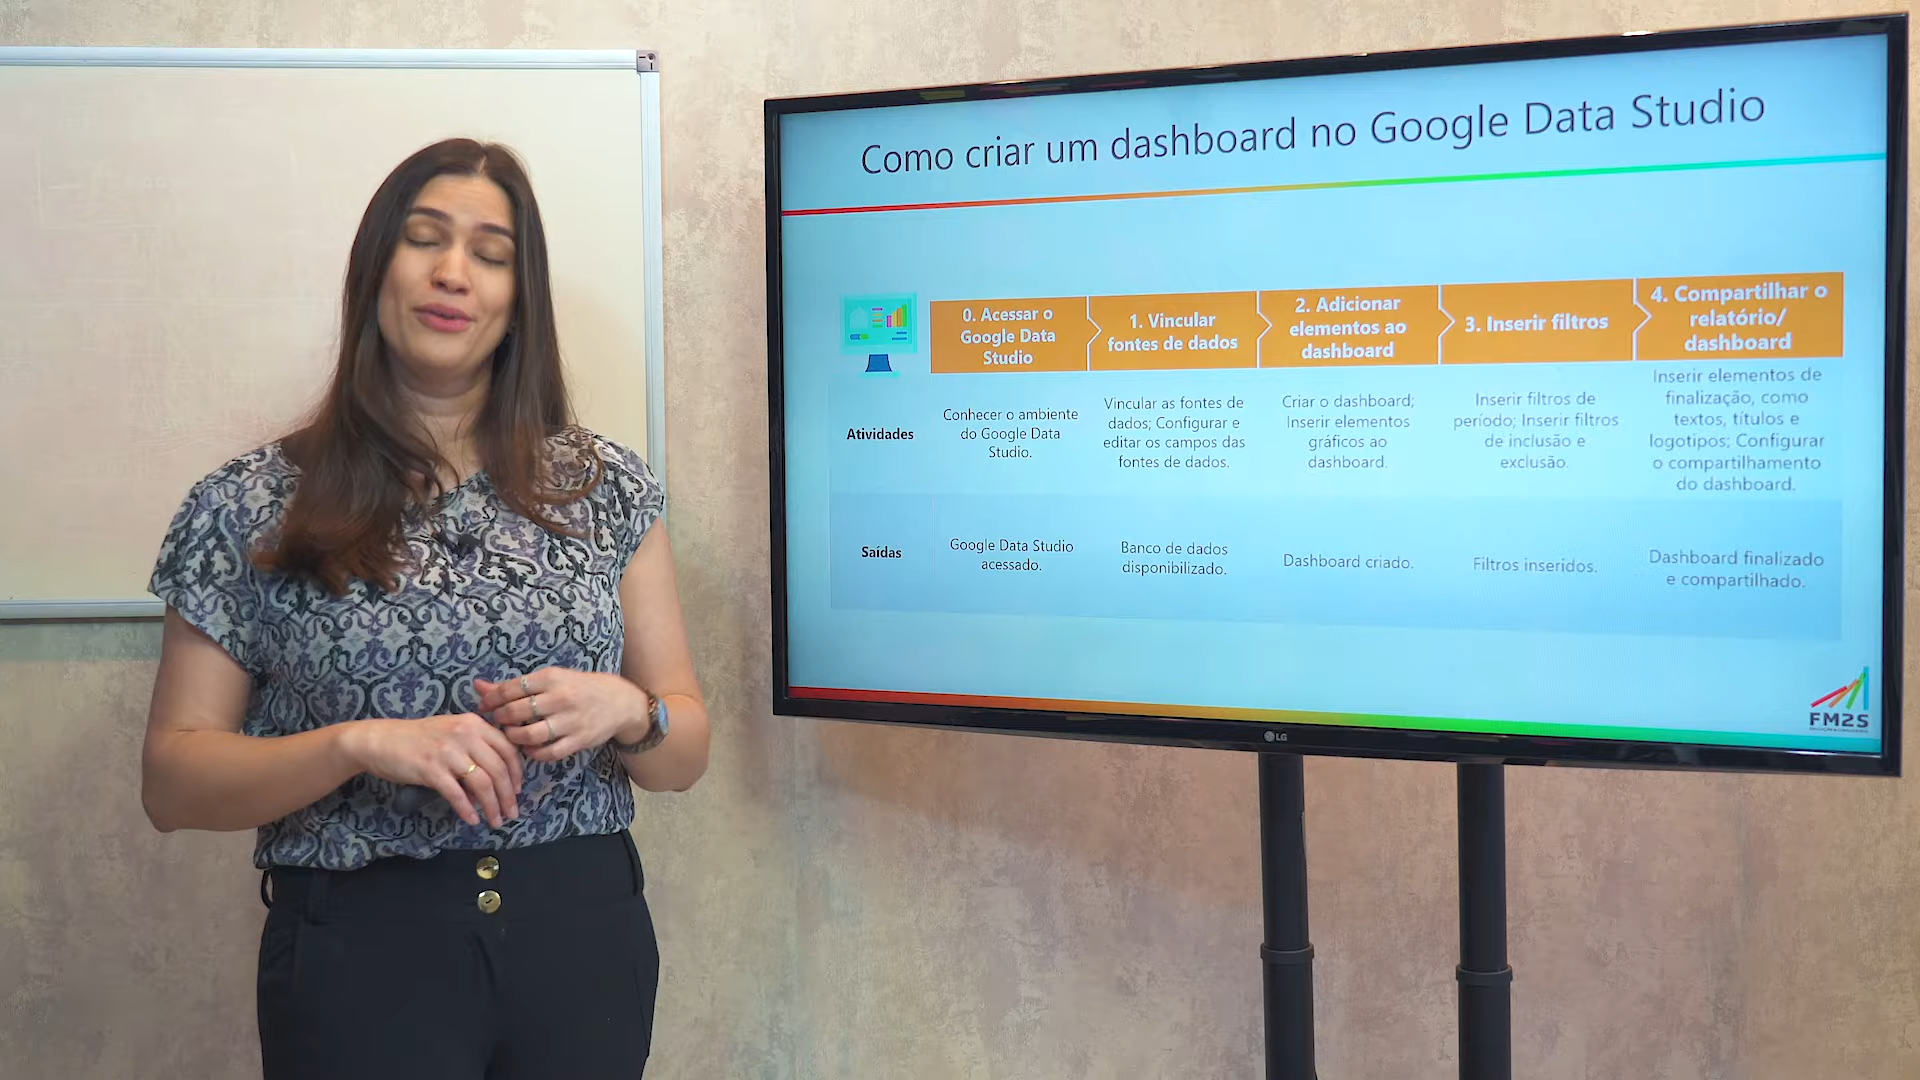 Como criar um dashboard no Google Data Studio
0. Acessar o
Google Data
Studio
1. Vincular
fontes de dados
2. Adicionar
elementos ao
dashboard
3. Inserir filtros
4. Compartilhar o
relatório/
dashboard
Atividades
Conhecer o ambiente
do Google Data
Studio.
Vincular as fontes de
dados; Configurar e
editar os campos das
fontes de dados.
Criar o dashboard;
Inserir elementos
gráficos ao
dashboard.
Inserir filtros de
período; Inserir filtros
de inclusão e
exclusão.
Inserir elementos de
finalização, como
textos, títulos e
logotipos; Configurar
o compartilhamento
do dashboard.
Saídas
Google Data Studio
acessado.
Banco de dados
disponibilizado.
Dashboard criado.
Filtros inseridos.
Dashboard finalizado
e compartilhado.
FM2S
LG